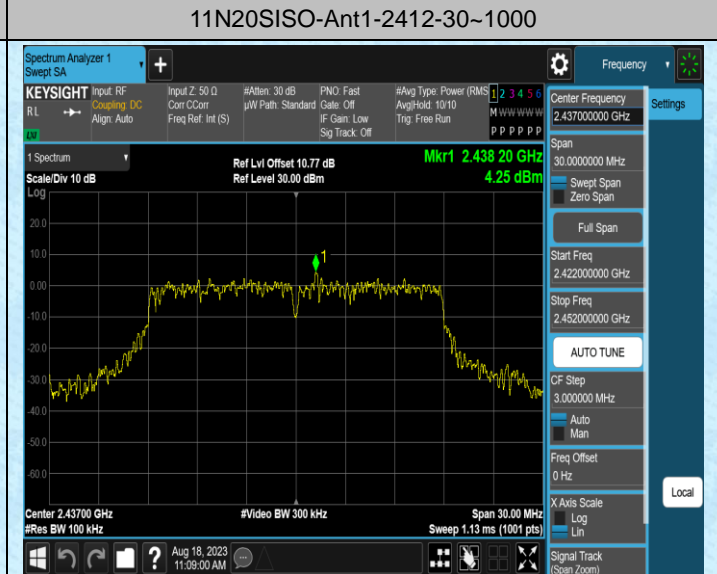 11N20SISO-Ant1-2412-30~1000
Spectrum Analyzer 1
Swept SA
+
Frequency
KEYSIGHT
RL
LXI
Input: RF
Coupling: DC
Align: Auto
Input Z: 50 Ω
Corr CCorr
Freq Ref: Int (S)
#Atten: 30 dB
µW Path: Standard
PNO: Fast
Gate: Off
IF Gain: Low
Sig Track: Off
#Avg Type: Power (RMS
Avg|Hold: 10/10
Trig: Free Run
1 2 3 4 5 6
M W W W W W
P P P P P P
1 Spectrum
Scale/Div 10 dB
Log
Ref Lvl Offset 10.77 dB
Ref Level 30.00 dBm
Mkr1 2.438 20 GHz
4.25 dBm
20.0
10.0
0.00
-10.0
-20.0
-30.0
-40.0
-50.0
-60.0
1
Center 2.43700 GHz
#Res BW 100 kHz
#Video BW 300 kHz
Span 30.00 MHz
Sweep 1.13 ms (1001 pts)
Center Frequency
2.437000000 GHz
Settings
Span
30.0000000 MHz
Swept Span
Zero Span
Full Span
Start Freq
2.422000000 GHz
Stop Freq
2.452000000 GHz
AUTO TUNE
CF Step
3.000000 MHz
Auto
Man
Freq Offset
0 Hz
X Axis Scale
Log
Lin
Local
Signal Track
(Span Zoom)
?
Aug 18, 2023
11:09:00 AM